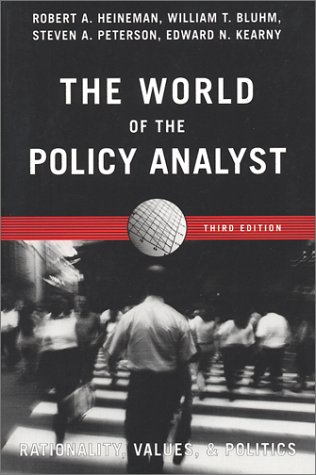 ROBERT A. HEINEMAN, WILLIAM T. BLUHM,
STEVEN A. PETERSON, EDWARD N. KEARNY
THE WORLD
OF THE
POLICY ANALYST
THIRD EDITION
RATIONALITY, VALUES, & POLITICS